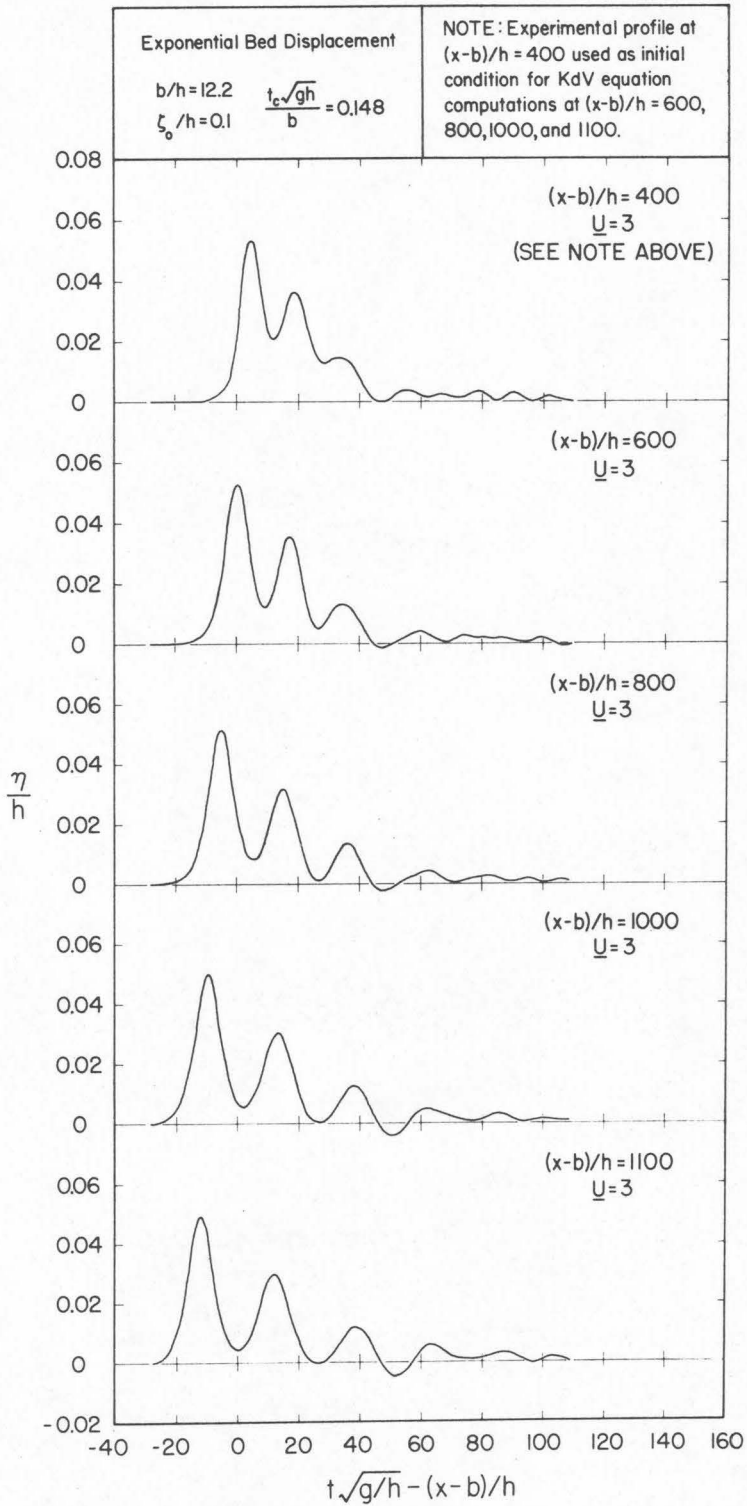 Exponential Bed Displacement
b/h = 12.2
ζ₀/h = 0.1
t_c√gh / b = 0.148
NOTE: Experimental profile at
(x-b)/h = 400 used as initial
condition for KdV equation
computations at (x-b)/h = 600,
800, 1000, and 1100.
0.08
0.06
0.04
0.02
0
(x-b)/h = 400
U = 3
(SEE NOTE ABOVE)
0.06
0.04
0.02
0
(x-b)/h = 600
U = 3
0.06
0.04
0.02
0
(x-b)/h = 800
U = 3
η/h
0.06
0.04
0.02
0
(x-b)/h = 1000
U = 3
0.06
0.04
0.02
0
-0.02
(x-b)/h = 1100
U = 3
-40 -20 0 20 40 60 80 100 120 140 160
t√g/h - (x-b)/h